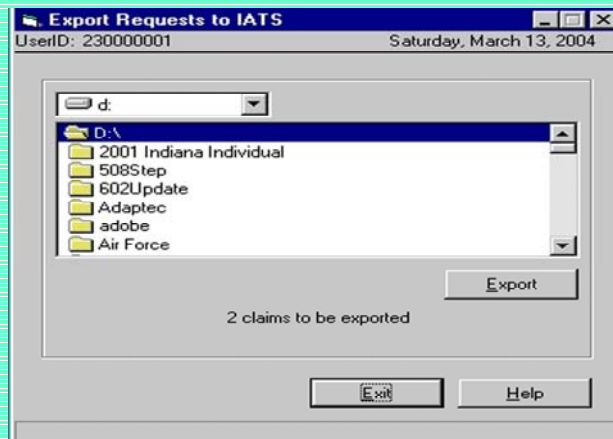 Export Requests to IATS
UserID: 230000001 Saturday, March 13, 2004
d:
D:\
2001 Indiana Individual
508Step
602Update
Adaptec
adobe
Air Force
Export
2 claims to be exported
Exit Help